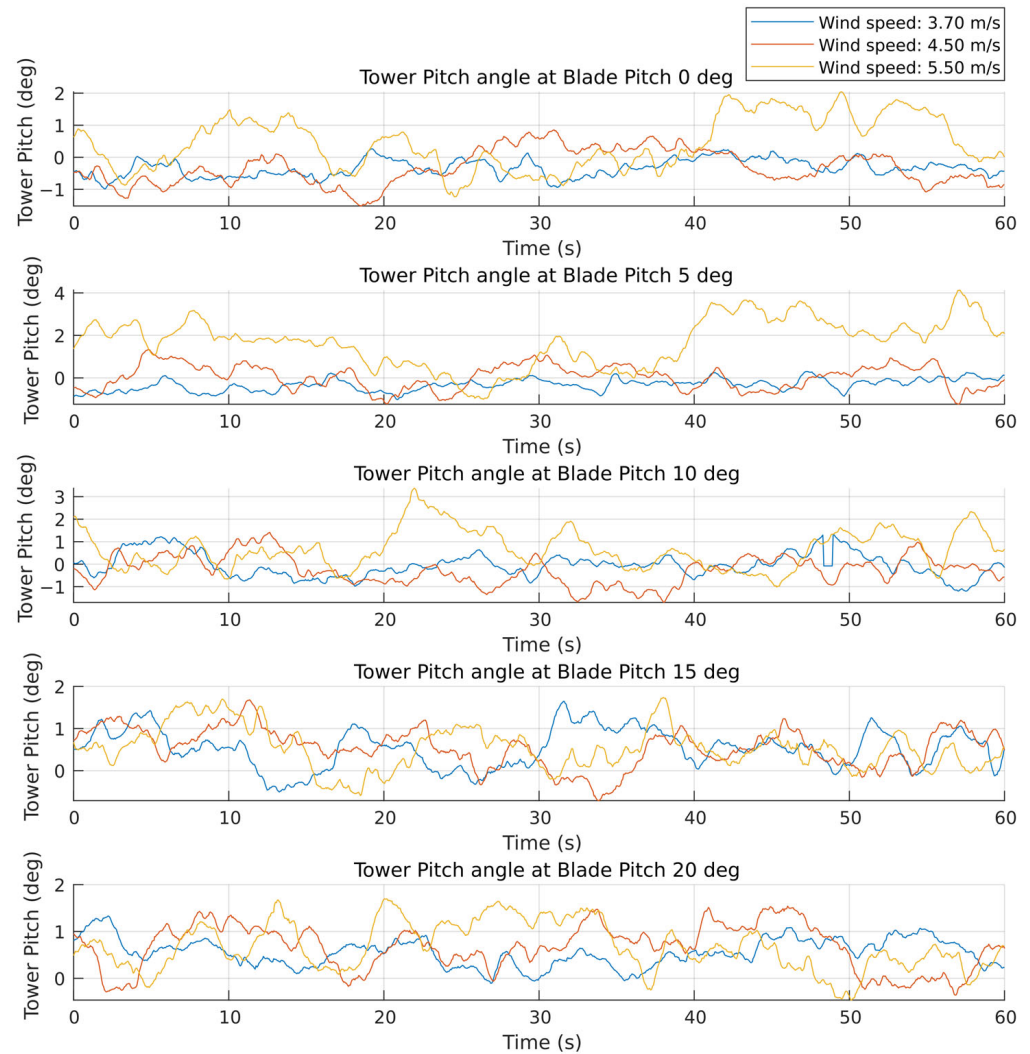 Wind speed: 3.70 m/s
Wind speed: 4.50 m/s
Wind speed: 5.50 m/s
Tower Pitch angle at Blade Pitch 0 deg
Tower Pitch (deg)
2
1
0
−1
0 10 20 30 40 50 60
Time (s)
Tower Pitch angle at Blade Pitch 5 deg
Tower Pitch (deg)
4
2
0
0 10 20 30 40 50 60
Time (s)
Tower Pitch angle at Blade Pitch 10 deg
Tower Pitch (deg)
3
2
1
0
−1
0 10 20 30 40 50 60
Time (s)
Tower Pitch angle at Blade Pitch 15 deg
Tower Pitch (deg)
2
1
0
0 10 20 30 40 50 60
Time (s)
Tower Pitch angle at Blade Pitch 20 deg
Tower Pitch (deg)
2
1
0
0 10 20 30 40 50 60
Time (s)